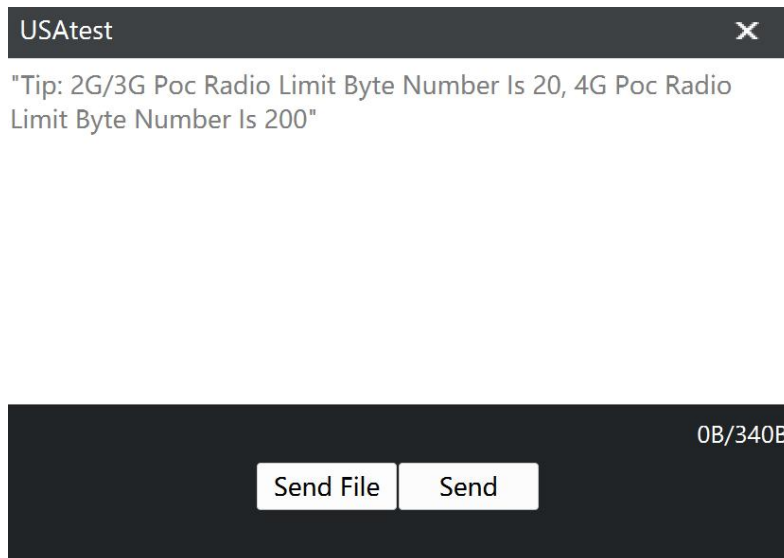 USAtest
"Tip: 2G/3G Poc Radio Limit Byte Number Is 20, 4G Poc Radio
Limit Byte Number Is 200"
0B/340B
Send File
Send